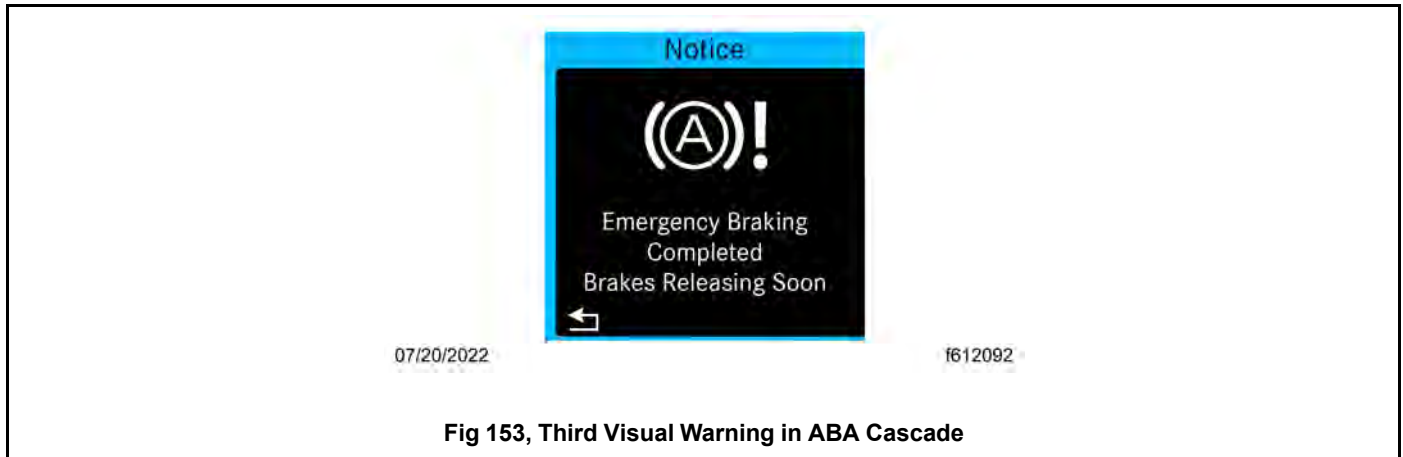 Notice
(A)!
Emergency Braking
Completed
Brakes Releasing Soon
07/20/2022
f612092
Fig 153, Third Visual Warning in ABA Cascade